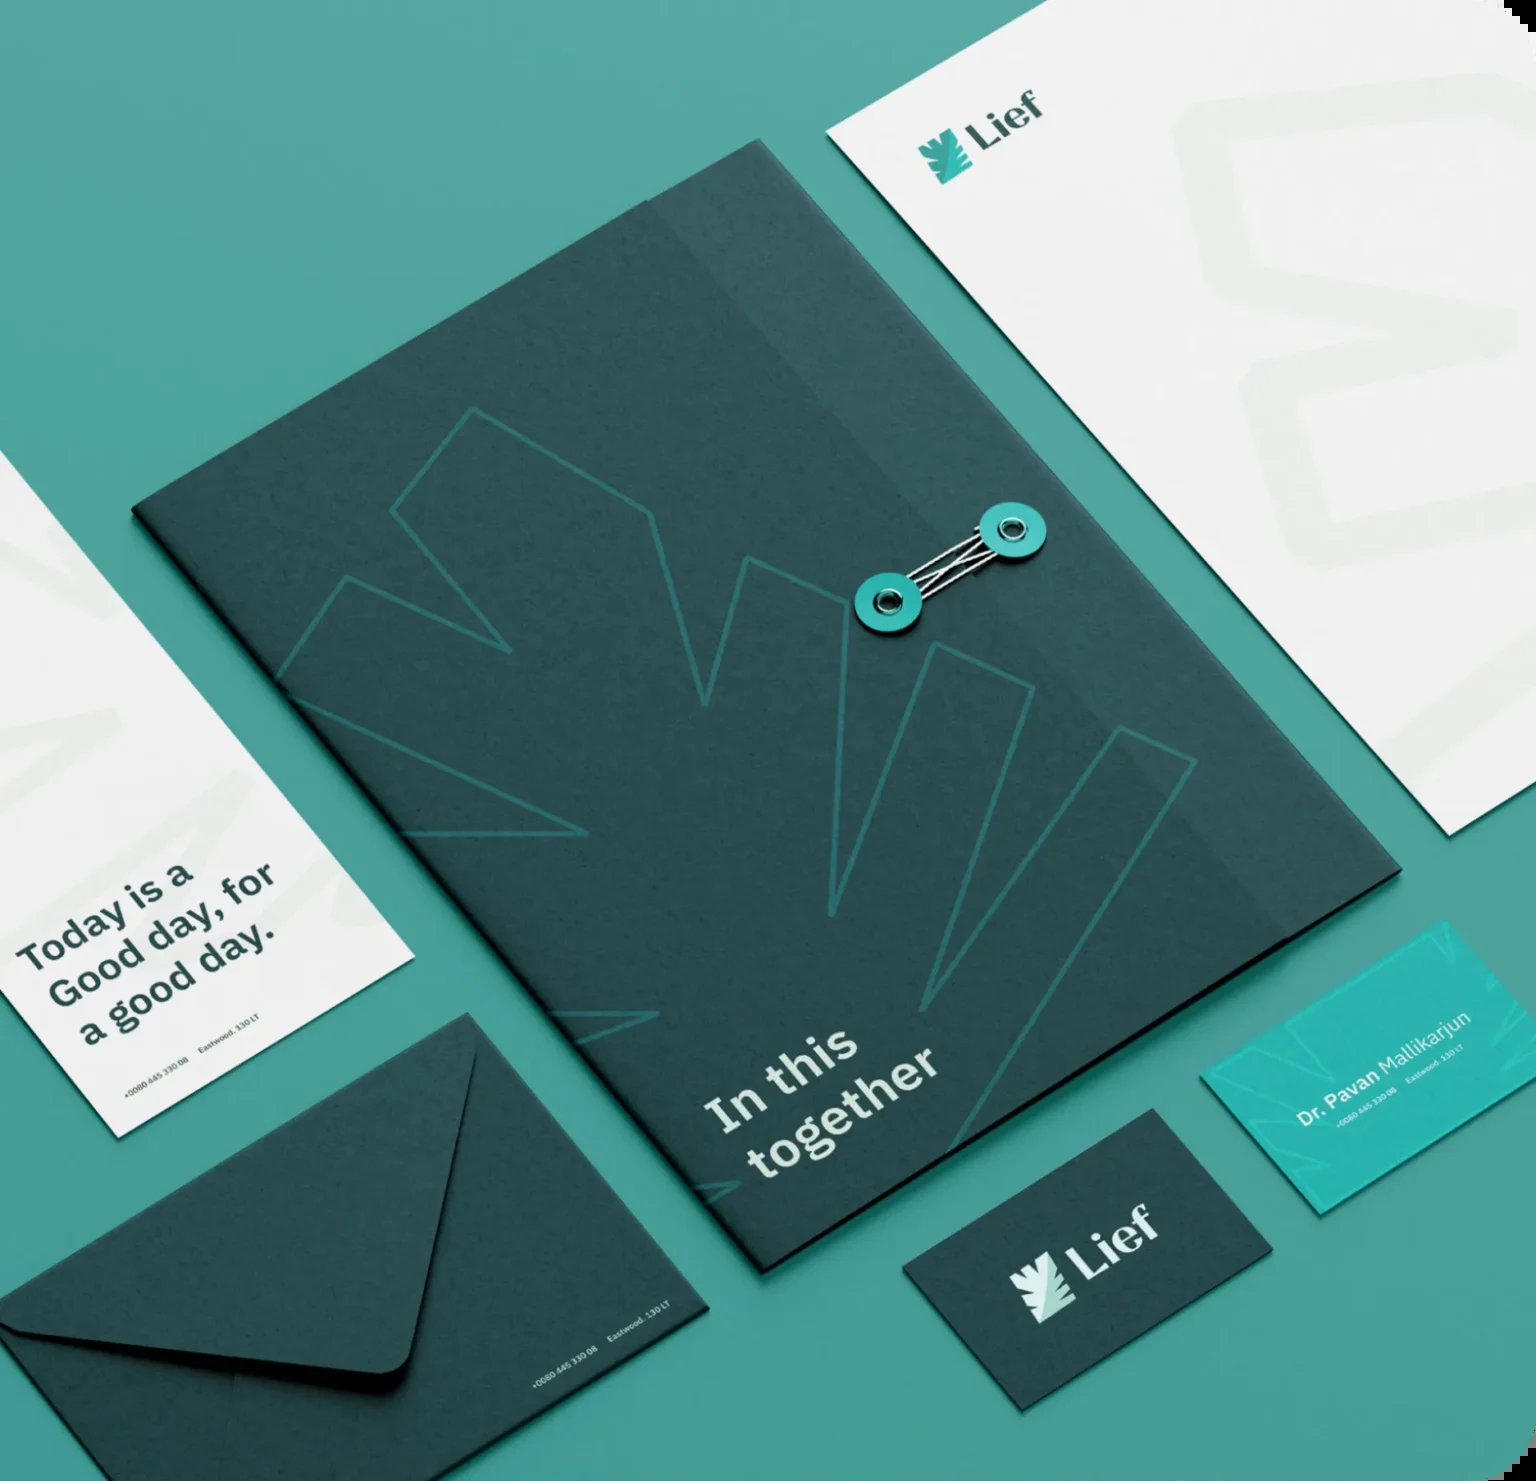 Lief
Today is a
Good day, for
a good day.
+0080 445 330 08 Eastwood. 130 LT
In this
together
Dr. Pavan Mallikarjun
+0080 445 330 08 Eastwood. 130 LT
Lief
+0080 445 330 08 Eastwood. 130 LT